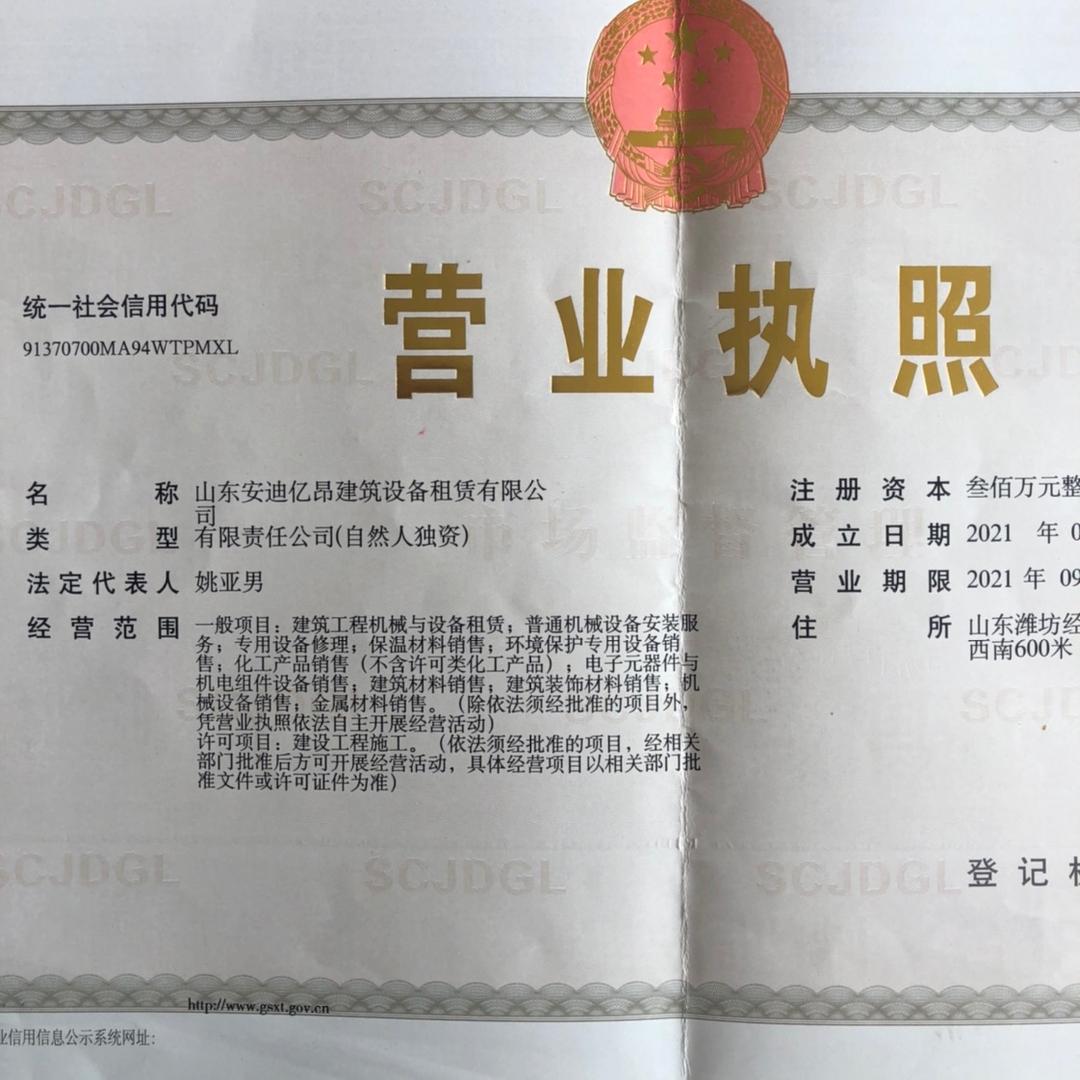 营业执照
统一社会信用代码
91370700MA94WTPMXL
名称 山东安迪亿昂建筑设备租赁有限公
司
类型 有限责任公司(自然人独资)
法定代表人 姚亚男
经营范围 一般项目：建筑工程机械与设备租赁；普通机械设备安装服
务；专用设备修理；保温材料销售；环境保护专用设备销
售；化工产品销售（不含许可类化工产品）；电子元器件与
机电组件设备销售；建筑材料销售；建筑装饰材料销售；机
械设备销售；金属材料销售。（除依法须经批准的项目外，
凭营业执照依法自主开展经营活动）
许可项目：建设工程施工。（依法须经批准的项目，经相关
部门批准后方可开展经营活动，具体经营项目以相关部门批
准文件或许可证件为准）
注册资本 叁佰万元整
成立日期 2021 年 0
营业期限 2021 年 09
住所 山东潍坊经
西南600米
登记
http://www.gsxt.gov.cn
业信用信息公示系统网址：
SCJDGL
SCJDGL
SCJDGL
SCJDGL
市场监督管理
SCJDGL
SCJDGL
SCJDGL